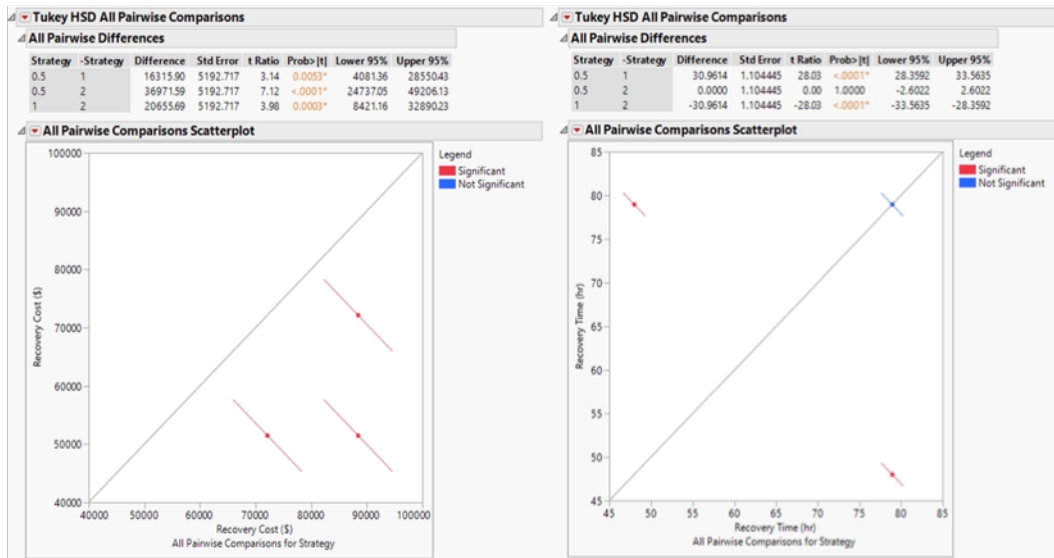 Tukey HSD All Pairwise Comparisons
All Pairwise Differences
Strategy -Strategy Difference Std Error t Ratio Prob>|t| Lower 95% Upper 95%
0.5 1 16315.90 5192.717 3.14 0.0053* 4081.36 28550.43
0.5 2 36971.59 5192.717 7.12 <.0001* 24737.05 49206.13
1 2 20655.69 5192.717 3.98 0.0003* 8421.16 32890.23
All Pairwise Comparisons Scatterplot
Legend
Significant
Not Significant
100000
90000
80000
70000
60000
50000
40000
Recovery Cost ($)
40000 50000 60000 70000 80000 90000 100000
Recovery Cost ($)
All Pairwise Comparisons for Strategy
Tukey HSD All Pairwise Comparisons
All Pairwise Differences
Strategy -Strategy Difference Std Error t Ratio Prob>|t| Lower 95% Upper 95%
0.5 1 30.9614 1.104445 28.03 <.0001* 28.3592 33.5635
0.5 2 0.0000 1.104445 0.00 1.0000 -2.6022 2.6022
1 2 -30.9614 1.104445 -28.03 <.0001* -33.5635 -28.3592
All Pairwise Comparisons Scatterplot
Legend
Significant
Not Significant
85
80
75
70
65
60
55
50
45
Recovery Time (hr)
45 50 55 60 65 70 75 80 85
Recovery Time (hr)
All Pairwise Comparisons for Strategy